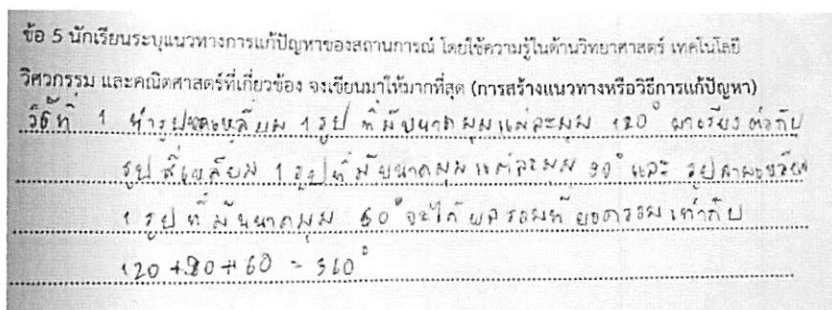 ข้อ 5 นักเรียนระบุแนวทางการแก้ปัญหาของสถานการณ์ โดยใช้ความรู้ในด้านวิทยาศาสตร์ เทคโนโลยี
วิศวกรรม และคณิตศาสตร์ที่เกี่ยวข้อง จงเขียนมาให้มากที่สุด (การสร้างแนวทางหรือวิธีการแก้ปัญหา)
วิธีที่ 1 นำรูปหกเหลี่ยม 1 รูป ที่มีขนาดมุมแต่ละมุม 120° มาเรียงต่อกับ
รูปสี่เหลี่ยม 1 รูปที่มีขนาดมุมแต่ละมุม 90° และ รูปสามเหลี่ยม
1 รูป ที่มีขนาดมุม 60° จะได้ผลรวมที่จุดรวมเท่ากับ
120 + 90 + 60 = 360°